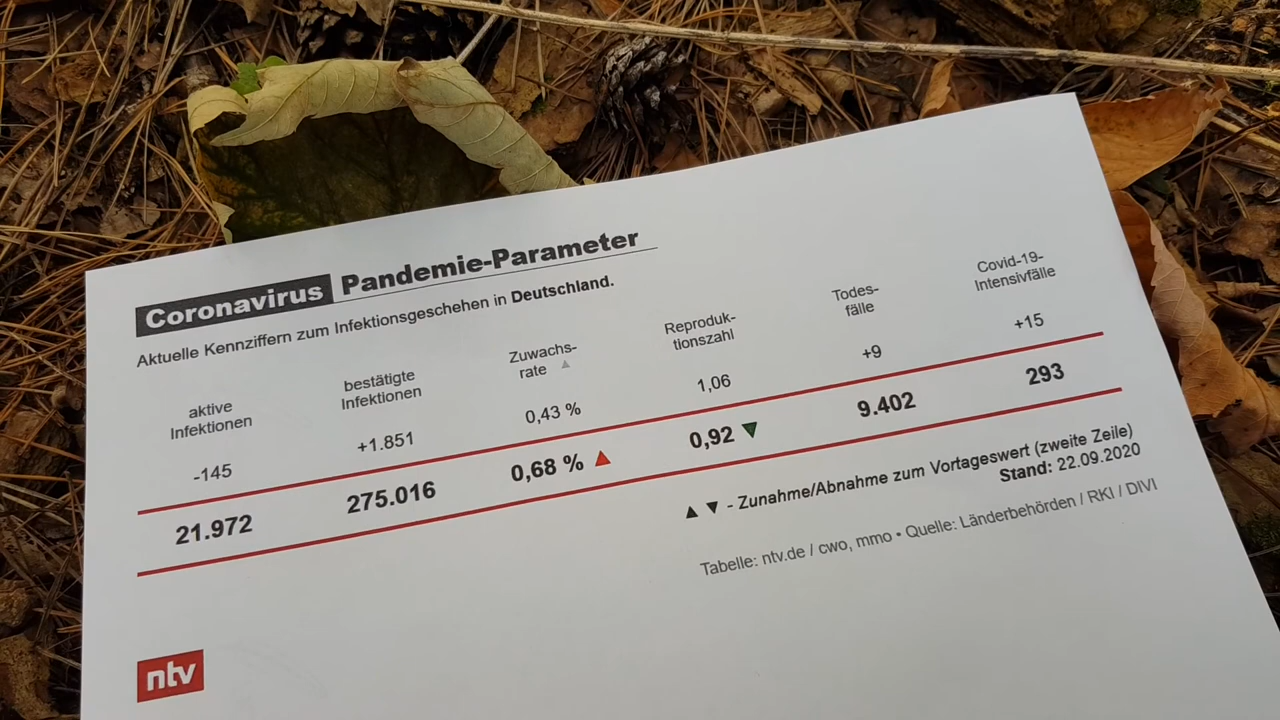 Coronavirus Pandemie-Parameter
Aktuelle Kennziffern zum Infektionsgeschehen in Deutschland.
aktive
Infektionen
bestätigte
Infektionen
Zuwachs-
rate ▲
Reproduk-
tionszahl
Todes-
fälle
Covid-19-
Intensivfälle
-145 +1.851 0,43 % 1,06 +9 +15
21.972 275.016 0,68 % ▲ 0,92 ▼ 9.402 293
▲ ▼ - Zunahme/Abnahme zum Vortageswert (zweite Zeile)
Stand: 22.09.2020
Tabelle: ntv.de / cwo, mmo • Quelle: Länderbehörden / RKI / DIVI
ntv